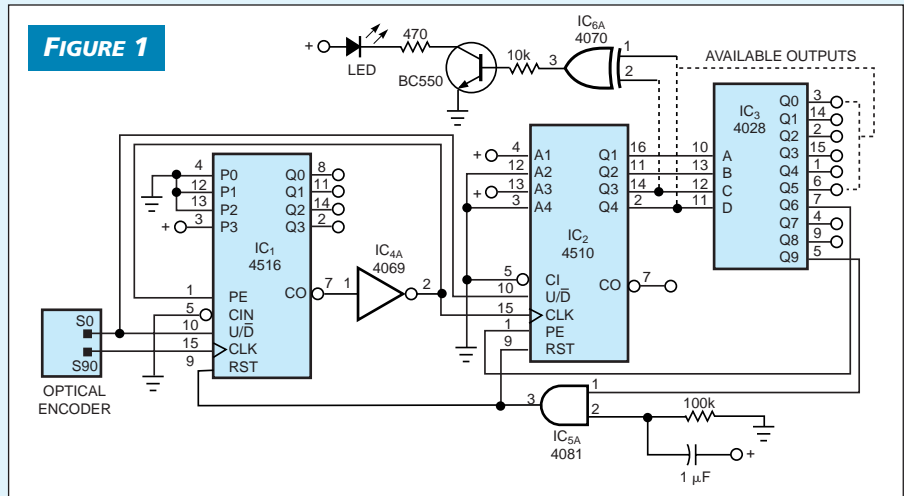 FIGURE 1
+
LED
470
BC550
10k
3
IC6A
4070
1
2
AVAILABLE OUTPUTS
4 P0
12 P1
13 P2
+ 3 P3
Q0 8
Q1 11
Q2 14
Q3 2
IC1
4516
CO 7
1 PE
5 CIN
10 U/D̅
15 CLK
9 RST
S0
S90
OPTICAL
ENCODER
1
IC4A
4069
2
+ 4 A1
12 A2
+ 13 A3
3 A4
Q1 16
Q2 11
Q3 14
Q4 2
IC2
4510
5 CI
10 U/D̅
15 CLK
1 PE
9 RST
CO 7
IC3
4028
10 A
13 B
12 C
11 D
Q0 3
Q1 14
Q2 2
Q3 15
Q4 1
Q5 6
Q6 7
Q7 4
Q8 9
Q9 5
3
1
2
IC5A
4081
100k
1 µF
+